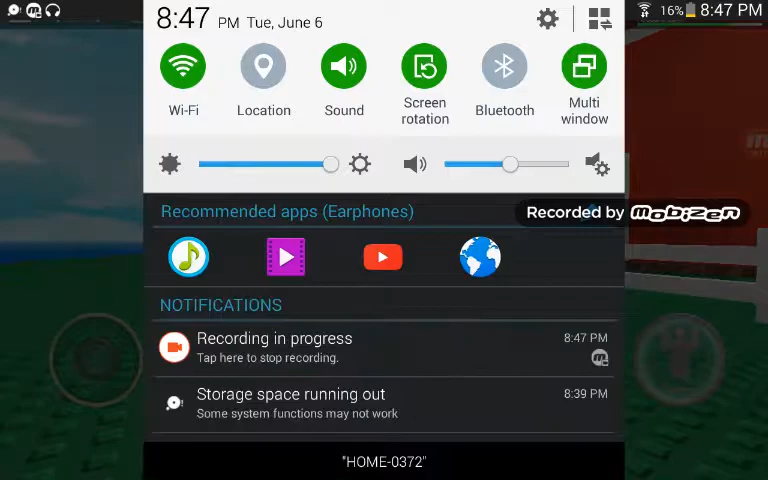 16% 8:47 PM
8:47 PM Tue, June 6
Wi-Fi
Location
Sound
Screen rotation
Bluetooth
Multi window
Recommended apps (Earphones)
Recorded by mobizen
NOTIFICATIONS
Recording in progress
8:47 PM
Tap here to stop recording.
Storage space running out
8:39 PM
Some system functions may not work
"HOME-0372"